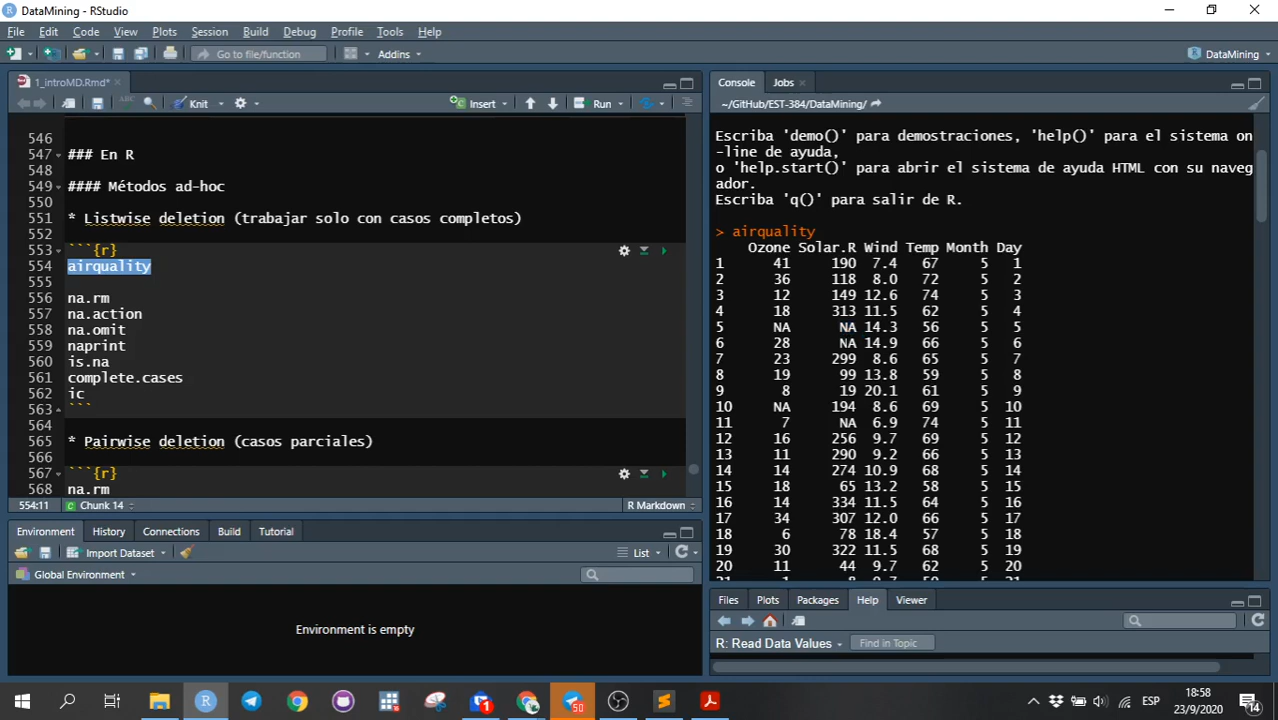 DataMining - RStudio
File Edit Code View Plots Session Build Debug Profile Tools Help
Go to file/function Addins DataMining
1_introMD.Rmd*
Knit Insert Run
546
547 ### En R
548
549 #### Métodos ad-hoc
550
551 * Listwise deletion (trabajar solo con casos completos)
552
553 ```{r}
554 airquality
555
556 na.rm
557 na.action
558 na.omit
559 naprint
560 is.na
561 complete.cases
562 ic
563 ```
564
565 * Pairwise deletion (casos parciales)
566
567 ```{r}
568 na.rm
554:11 Chunk 14 R Markdown
Environment History Connections Build Tutorial
Import Dataset List
Global Environment
Environment is empty
Console Jobs
~/GitHub/EST-384/DataMining/
Escriba 'demo()' para demostraciones, 'help()' para el sistema on
-line de ayuda,
o 'help.start()' para abrir el sistema de ayuda HTML con su naveg
ador.
Escriba 'q()' para salir de R.
> airquality
Ozone Solar.R Wind Temp Month Day
1 41 190 7.4 67 5 1
2 36 118 8.0 72 5 2
3 12 149 12.6 74 5 3
4 18 313 11.5 62 5 4
5 NA NA 14.3 56 5 5
6 28 NA 14.9 66 5 6
7 23 299 8.6 65 5 7
8 19 99 13.8 59 5 8
9 8 19 20.1 61 5 9
10 NA 194 8.6 69 5 10
11 7 NA 6.9 74 5 11
12 16 256 9.7 69 5 12
13 11 290 9.2 66 5 13
14 14 274 10.9 68 5 14
15 18 65 13.2 58 5 15
16 14 334 11.5 64 5 16
17 34 307 12.0 66 5 17
18 6 78 18.4 57 5 18
19 30 322 11.5 68 5 19
20 11 44 9.7 62 5 20
21 1 8 9.7 59 5 21
Files Plots Packages Help Viewer
R: Read Data Values Find in Topic
50
1
ESP
18:58
23/9/2020
14